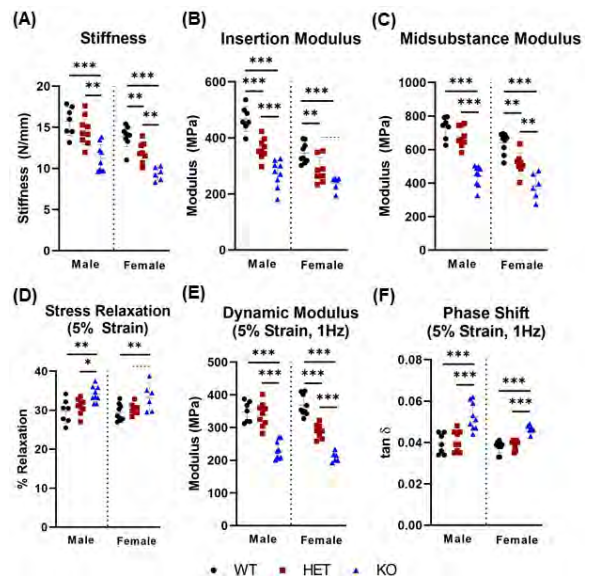 (A) Stiffness
Stiffness (N/mm)
20
15
10
5
0
*** **
*** ** **
Male Female
(B) Insertion Modulus
Modulus (MPa)
600
400
200
0
*** *** ***
*** **
Male Female
(C) Midsubstance Modulus
Modulus (MPa)
1000
800
600
400
200
0
*** ***
*** ** **
Male Female
(D) Stress Relaxation
(5% Strain)
% Relaxation
40
30
20
10
0
** *
**
Male Female
(E) Dynamic Modulus
(5% Strain, 1Hz)
Modulus (MPa)
500
400
300
200
100
0
*** ***
*** *** ***
Male Female
(F) Phase Shift
(5% Strain, 1Hz)
tan δ
0.08
0.06
0.04
0.02
0.00
*** ***
*** ***
Male Female
WT HET KO